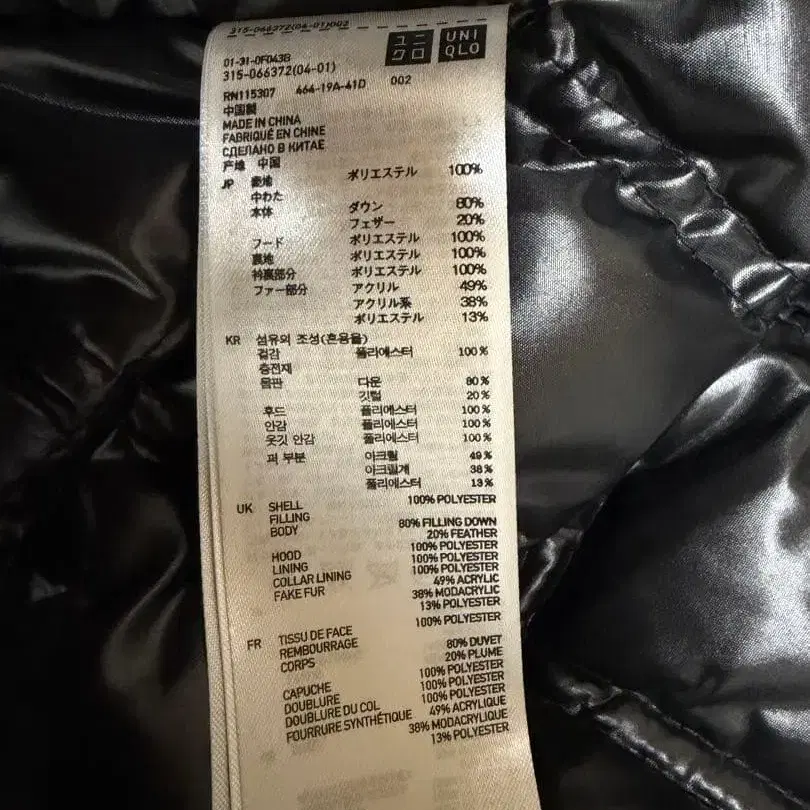 315-066372(04-01)002
ユニクロ
UNIQLO
01-31-0F043B
315-066372(04-01)
RN115307 464-19A-41D 002
中国製
MADE IN CHINA
FABRIQUÉ EN CHINE
СДЕЛАНО В КИТАЕ
产地 中国
JP 表地 ポリエステル 100%
中わた
本体 ダウン 80%
フェザー 20%
フード ポリエステル 100%
裏地 ポリエステル 100%
衿裏部分 ポリエステル 100%
ファー部分 アクリル 49%
アクリル系 38%
ポリエステル 13%
KR 섬유의 조성(혼용율)
겉감 폴리에스터 100%
충전재
몸판 다운 80%
깃털 20%
후드 폴리에스터 100%
안감 폴리에스터 100%
옷깃 안감 폴리에스터 100%
퍼 부분 아크릴 49%
아크릴계 38%
폴리에스터 13%
UK SHELL 100% POLYESTER
FILLING
BODY 80% FILLING DOWN
20% FEATHER
HOOD 100% POLYESTER
LINING 100% POLYESTER
COLLAR LINING 100% POLYESTER
FAKE FUR 49% ACRYLIC
38% MODACRYLIC
13% POLYESTER
FR TISSU DE FACE 100% POLYESTER
REMBOURRAGE
CORPS 80% DUVET
20% PLUME
CAPUCHE 100% POLYESTER
DOUBLURE 100% POLYESTER
DOUBLURE DU COL 100% POLYESTER
FOURRURE SYNTHÉTIQUE 49% ACRYLIQUE
38% MODACRYLIQUE
13% POLYESTER